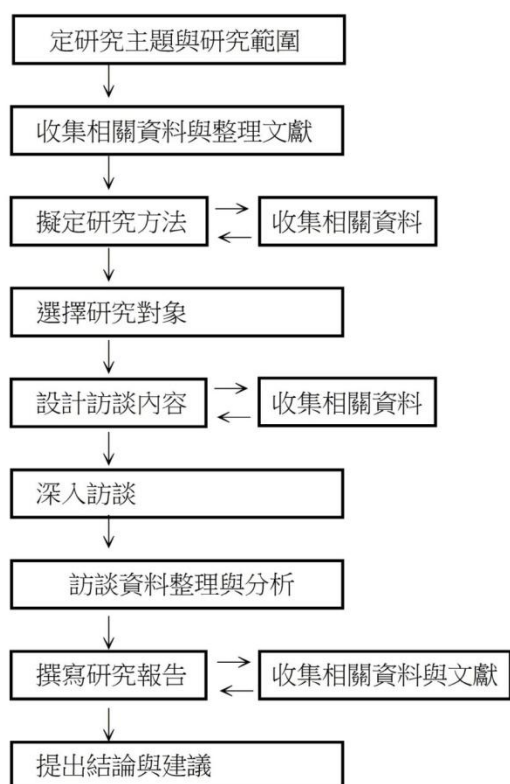 定研究主題與研究範圍
收集相關資料與整理文獻
擬定研究方法
收集相關資料
選擇研究對象
設計訪談內容
收集相關資料
深入訪談
訪談資料整理與分析
撰寫研究報告
收集相關資料與文獻
提出結論與建議